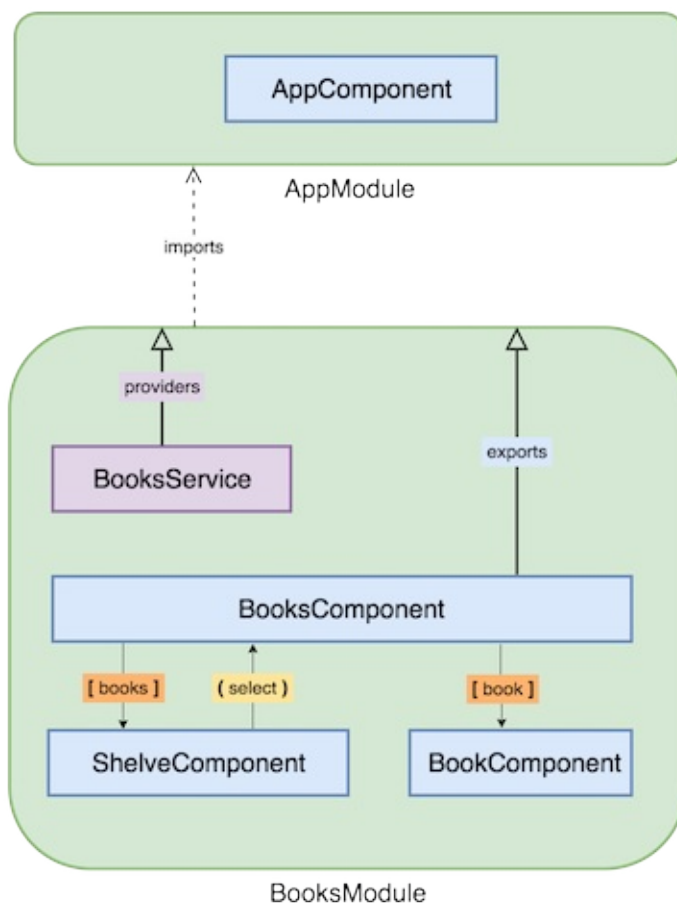 AppComponent
AppModule
imports
providers
BooksService
exports
BooksComponent
[ books ]
( select )
[ book ]
ShelveComponent
BookComponent
BooksModule